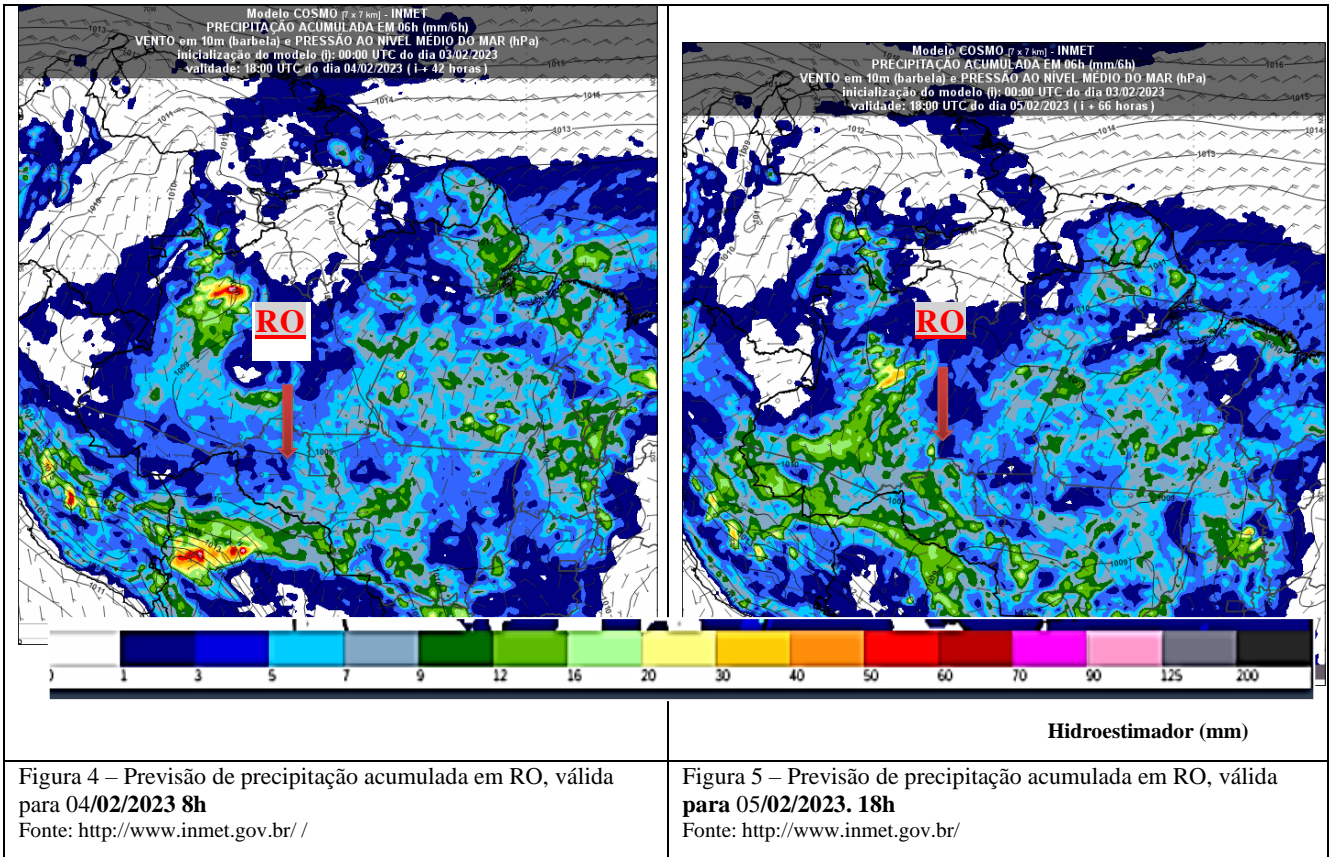 Modelo COSMO [7 x 7 km] - INMET
PRECIPITAÇÃO ACUMULADA EM 06h (mm/6h)
VENTO em 10m (barbela) e PRESSÃO AO NÍVEL MÉDIO DO MAR (hPa)
inicialização do modelo (i): 00:00 UTC do dia 03/02/2023
validade: 18:00 UTC do dia 04/02/2023 ( i + 42 horas )
RO
Modelo COSMO [7 x 7 km] - INMET
PRECIPITAÇÃO ACUMULADA EM 06h (mm/6h)
VENTO em 10m (barbela) e PRESSÃO AO NÍVEL MÉDIO DO MAR (hPa)
inicialização do modelo (i): 00:00 UTC do dia 03/02/2023
validade: 18:00 UTC do dia 05/02/2023 ( i + 66 horas )
RO
1 3 5 7 9 12 16 20 30 40 50 60 70 90 125 200
Hidroestimador (mm)
Figura 4 – Previsão de precipitação acumulada em RO, válida
para 04/02/2023 8h
Fonte: http://www.inmet.gov.br/ /
Figura 5 – Previsão de precipitação acumulada em RO, válida
para 05/02/2023. 18h
Fonte: http://www.inmet.gov.br/